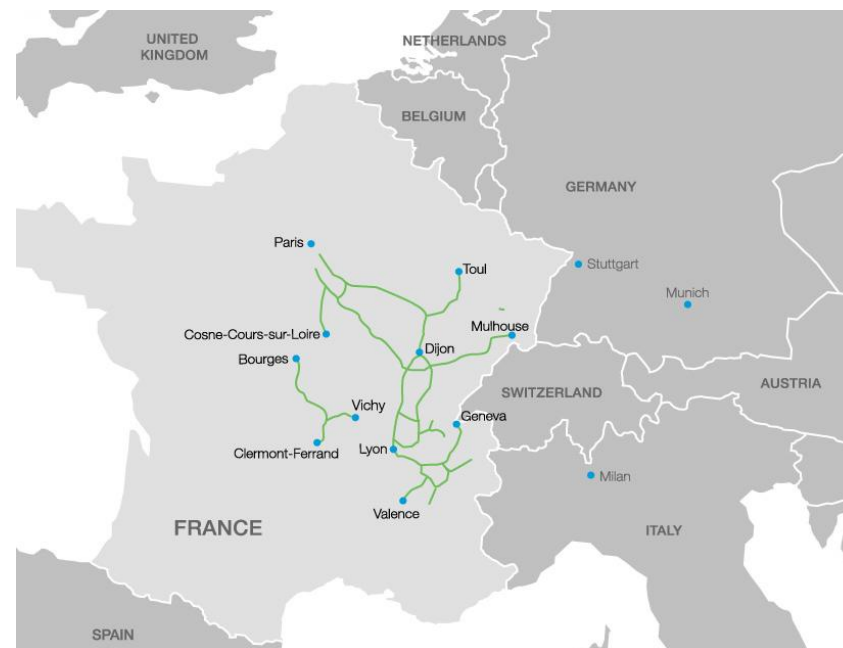 UNITED
KINGDOM
NETHERLANDS
BELGIUM
GERMANY
Paris
Toul
Stuttgart
Munich
Cosne-Cours-sur-Loire
Mulhouse
Bourges
Dijon
SWITZERLAND
AUSTRIA
Vichy
Geneva
Clermont-Ferrand
Lyon
Milan
Valence
FRANCE
ITALY
SPAIN